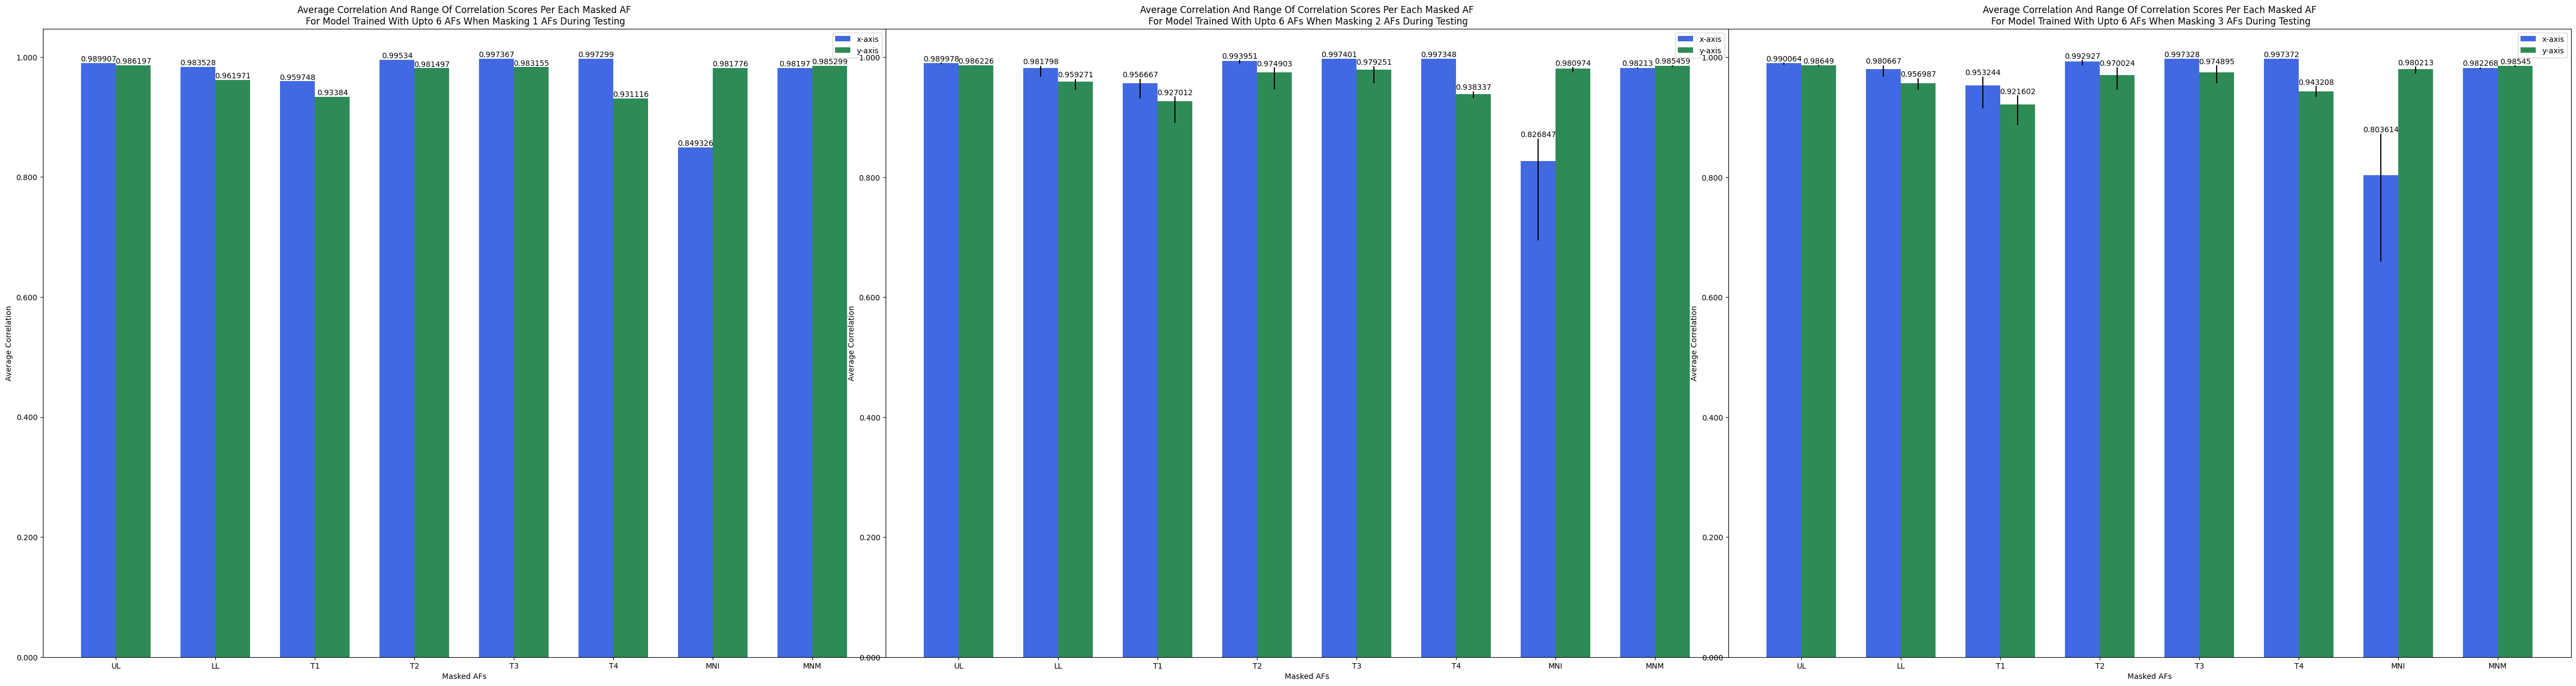 Average Correlation And Range Of Correlation Scores Per Each Masked AF
For Model Trained With Upto 6 AFs When Masking 1 AFs During Testing
x-axis
y-axis
0.989907
0.986197
0.983528
0.961971
0.959748
0.93384
0.99534
0.981497
0.997367
0.983155
0.997299
0.931116
0.849326
0.981776
0.98197
0.985299
1.000
0.800
0.600
0.400
0.200
0.000
Average Correlation
UL
LL
T1
T2
T3
T4
MNI
MNM
Masked AFs
Average Correlation And Range Of Correlation Scores Per Each Masked AF
For Model Trained With Upto 6 AFs When Masking 2 AFs During Testing
x-axis
y-axis
0.989978
0.986226
0.981798
0.959271
0.956667
0.927012
0.993951
0.974903
0.997401
0.979251
0.997348
0.938337
0.826847
0.980974
0.98213
0.985459
1.000
0.800
0.600
0.400
0.200
0.000
Average Correlation
UL
LL
T1
T2
T3
T4
MNI
MNM
Masked AFs
Average Correlation And Range Of Correlation Scores Per Each Masked AF
For Model Trained With Upto 6 AFs When Masking 3 AFs During Testing
x-axis
y-axis
0.990064
0.98649
0.980667
0.956987
0.953244
0.921602
0.992927
0.970024
0.997328
0.974895
0.997372
0.943208
0.803614
0.980213
0.982268
0.98545
1.000
0.800
0.600
0.400
0.200
0.000
Average Correlation
UL
LL
T1
T2
T3
T4
MNI
MNM
Masked AFs